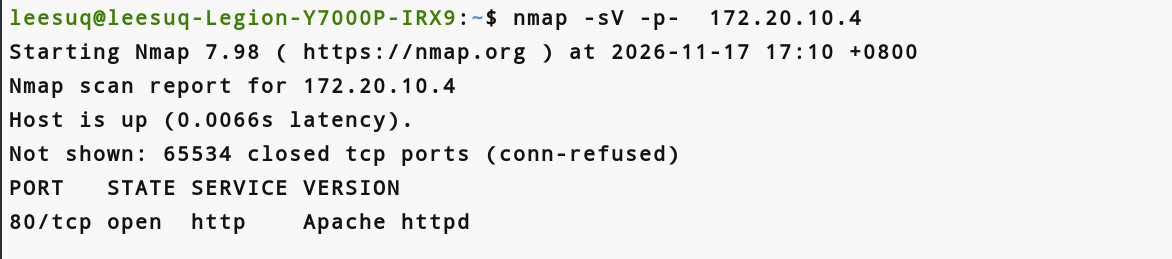 leesuq@leesuq-Legion-Y7000P-IRX9:~$ nmap -sV -p-  172.20.10.4
Starting Nmap 7.98 ( https://nmap.org ) at 2026-11-17 17:10 +0800
Nmap scan report for 172.20.10.4
Host is up (0.0066s latency).
Not shown: 65534 closed tcp ports (conn-refused)
PORT   STATE SERVICE VERSION
80/tcp open  http    Apache httpd